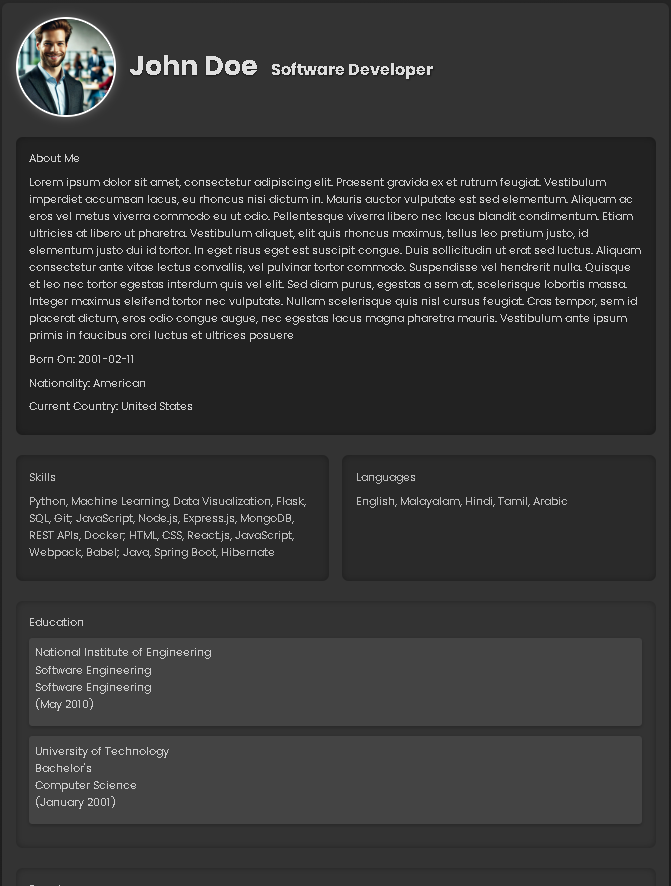 John Doe Software Developer
About Me
Lorem ipsum dolor sit amet, consectetur adipiscing elit. Praesent gravida ex et rutrum feugiat. Vestibulum
imperdiet accumsan lacus, eu rhoncus nisi dictum in. Mauris auctor vulputate est sed elementum. Aliquam ac
eros vel metus viverra commodo eu ut odio. Pellentesque viverra libero nec lacus blandit condimentum. Etiam
ultricies at libero ut pharetra. Vestibulum aliquet, elit quis rhoncus maximus, tellus leo pretium justo, id
elementum justo dui id tortor. In eget risus eget est suscipit congue. Duis sollicitudin ut erat sed luctus. Aliquam
consectetur ante vitae lectus convallis, vel pulvinar tortor commodo. Suspendisse vel hendrerit nulla. Quisque
et leo nec tortor egestas interdum quis vel elit. Sed diam purus, egestas a sem at, scelerisque lobortis massa.
Integer maximus eleifend tortor nec vulputate. Nullam scelerisque quis nisl cursus feugiat. Cras tempor, sem id
placerat dictum, eros odio congue augue, nec egestas lacus magna pharetra mauris. Vestibulum ante ipsum
primis in faucibus orci luctus et ultrices posuere
Born On: 2001-02-11
Nationality: American
Current Country: United States
Skills
Python, Machine Learning, Data Visualization, Flask,
SQL, Git; JavaScript, Node.js, Express.js, MongoDB,
REST APIs, Docker; HTML, CSS, React.js, JavaScript,
Webpack, Babel; Java, Spring Boot, Hibernate
Languages
English, Malayalam, Hindi, Tamil, Arabic
Education
National Institute of Engineering
Software Engineering
Software Engineering
(May 2010)
University of Technology
Bachelor's
Computer Science
(January 2001)